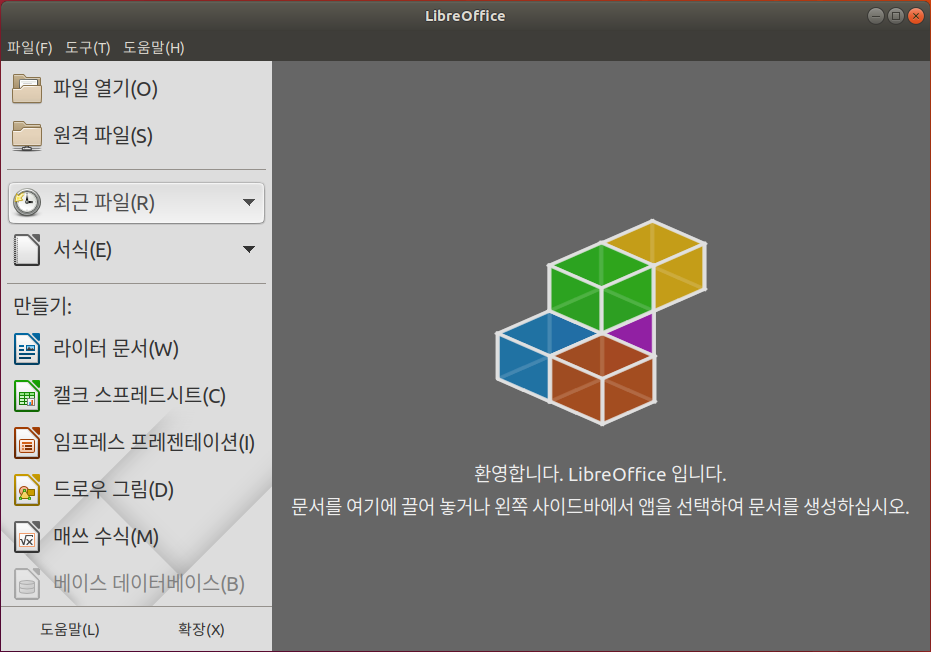 LibreOffice
파일(F) 도구(T) 도움말(H)
파일 열기(O)
원격 파일(S)
최근 파일(R)
서식(E)
만들기:
라이터 문서(W)
캘크 스프레드시트(C)
임프레스 프레젠테이션(I)
드로우 그림(D)
매쓰 수식(M)
베이스 데이터베이스(B)
도움말(L) 확장(X)
환영합니다. LibreOffice 입니다.
문서를 여기에 끌어 놓거나 왼쪽 사이드바에서 앱을 선택하여 문서를 생성하십시오.